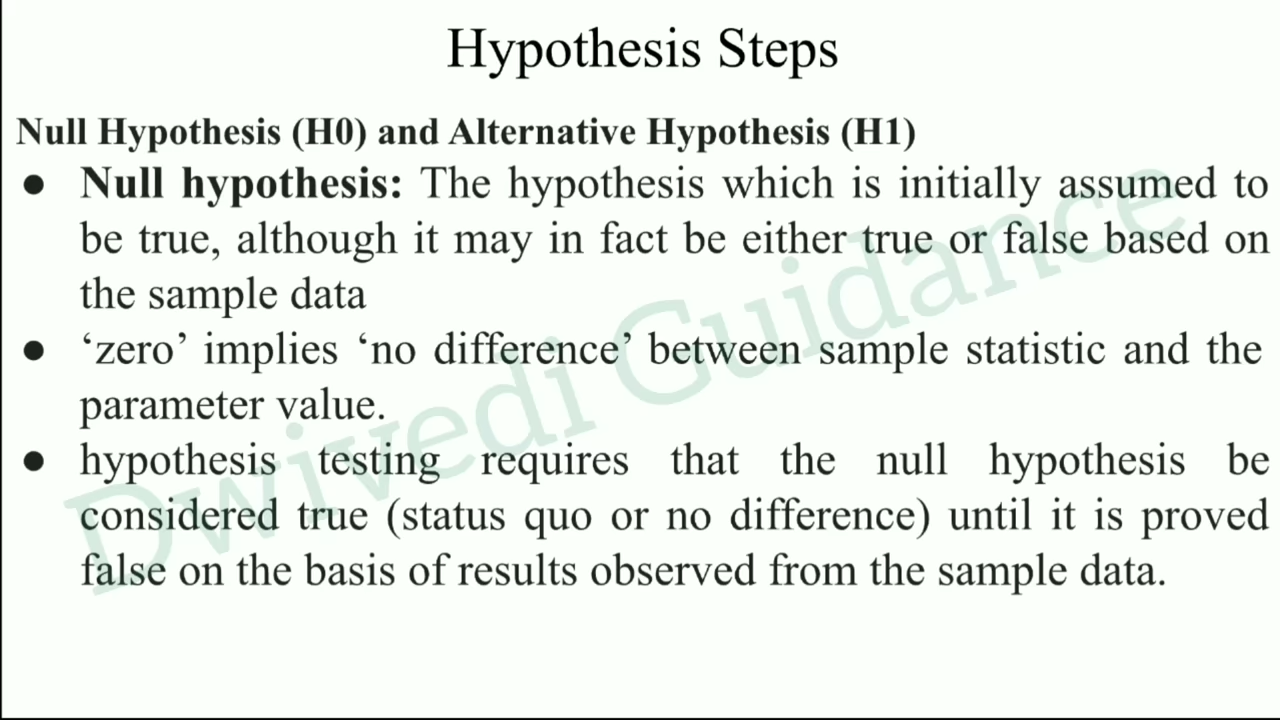 Hypothesis Steps
Null Hypothesis (H0) and Alternative Hypothesis (H1)
● Null hypothesis: The hypothesis which is initially assumed to
be true, although it may in fact be either true or false based on
the sample data
● ‘zero’ implies ‘no difference’ between sample statistic and the
parameter value.
● hypothesis testing requires that the null hypothesis be
considered true (status quo or no difference) until it is proved
false on the basis of results observed from the sample data.
Dwivedi Guidance